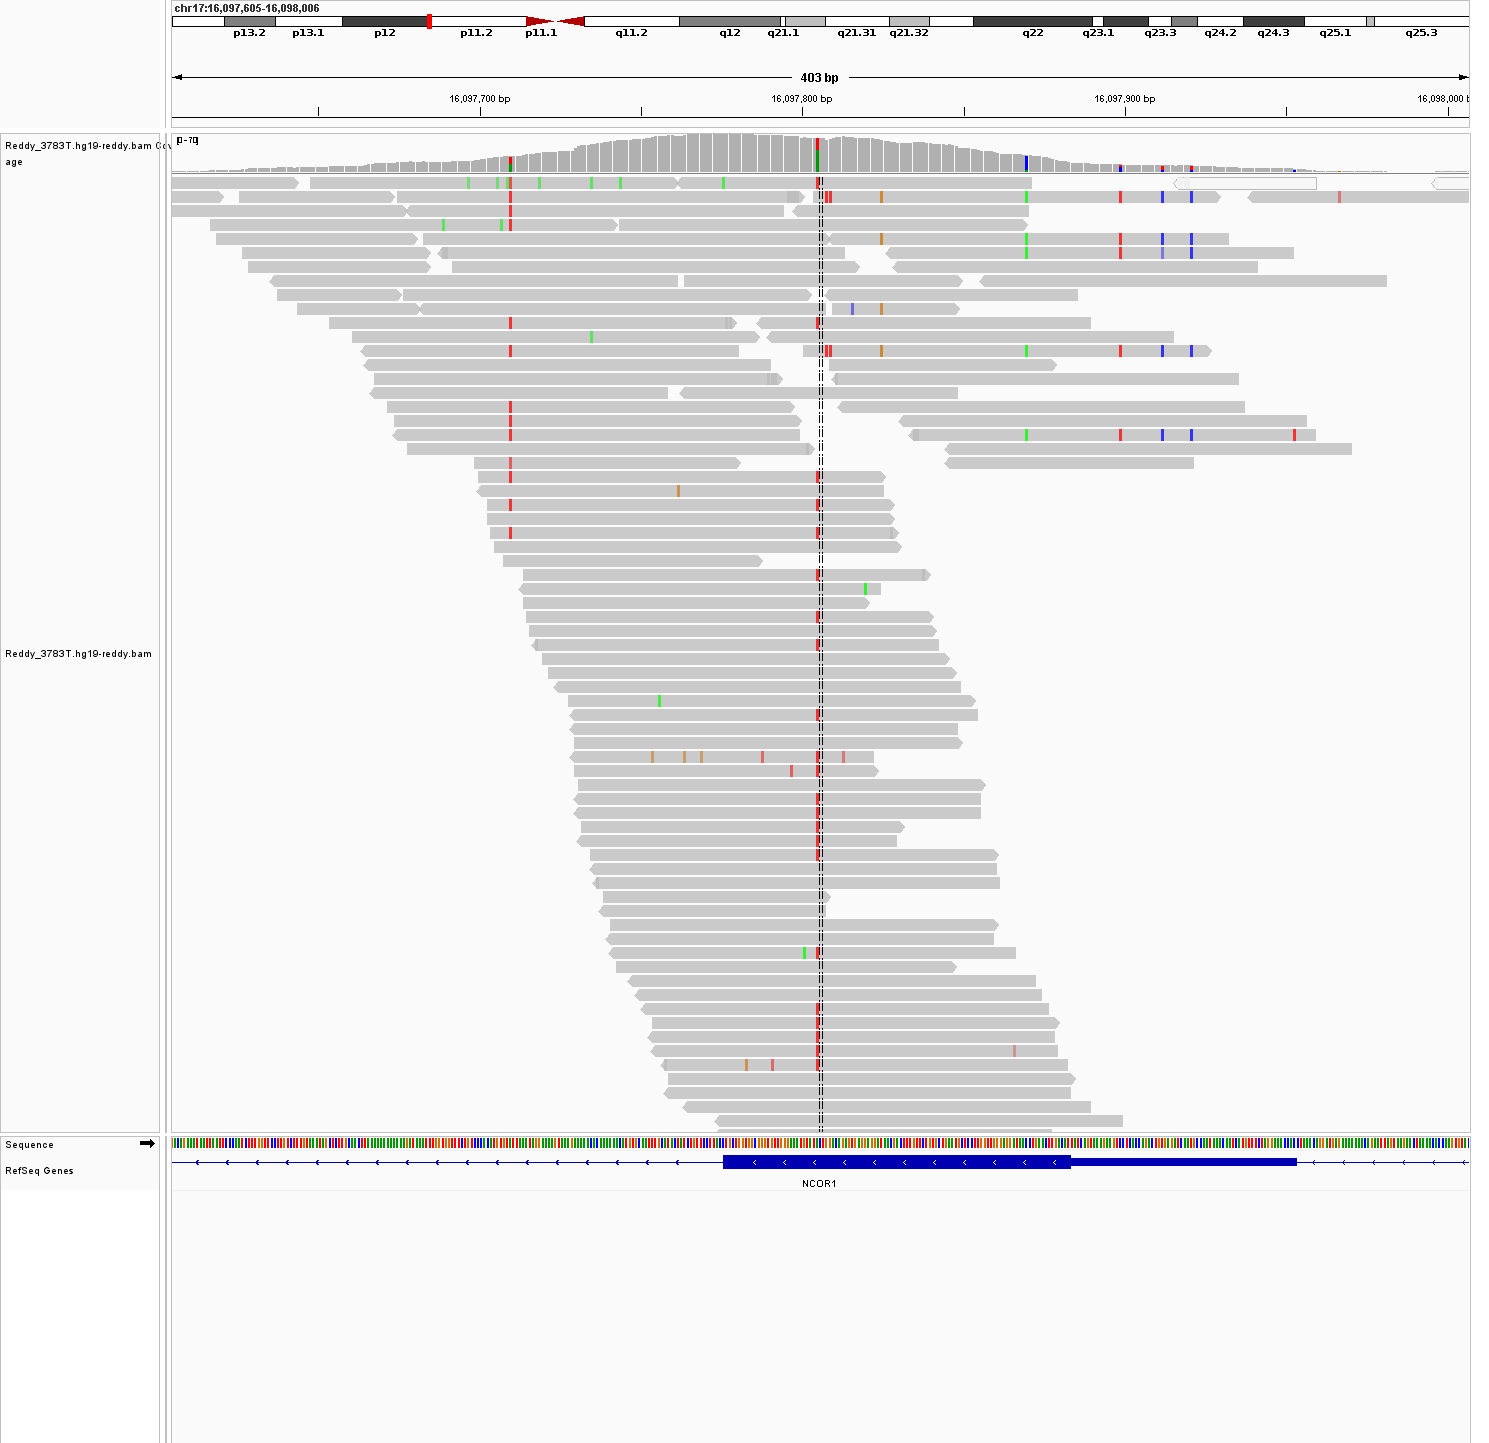 chr17:16,097,605-16,098,006
p13.2 p13.1 p12 p11.2 p11.1 q11.2 q12 q21.1 q21.31 q21.32 q22 q23.1 q23.3 q24.2 q24.3 q25.1 q25.3
403 bp
16,097,700 bp 16,097,800 bp 16,097,900 bp 16,098,000 b
Reddy_3783T.hg19-reddy.bam Cov
age
[0 - 70]
Reddy_3783T.hg19-reddy.bam
Sequence
RefSeq Genes
NCOR1